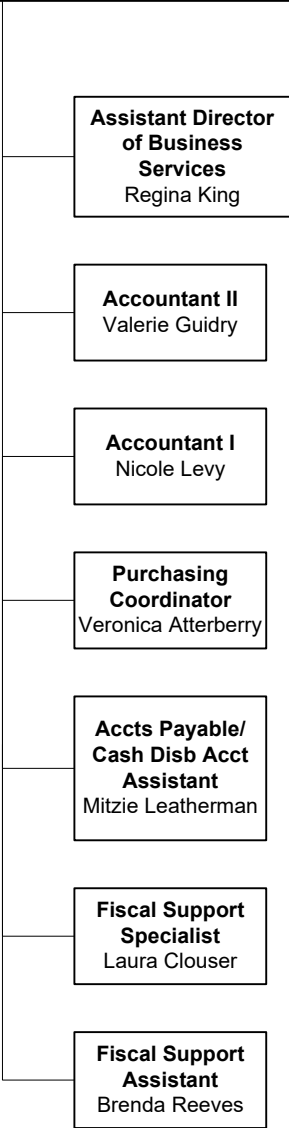 Assistant Director
of Business
Services
Regina King
Accountant II
Valerie Guidry
Accountant I
Nicole Levy
Purchasing
Coordinator
Veronica Atterberry
Accts Payable/
Cash Disb Acct
Assistant
Mitzie Leatherman
Fiscal Support
Specialist
Laura Clouser
Fiscal Support
Assistant
Brenda Reeves